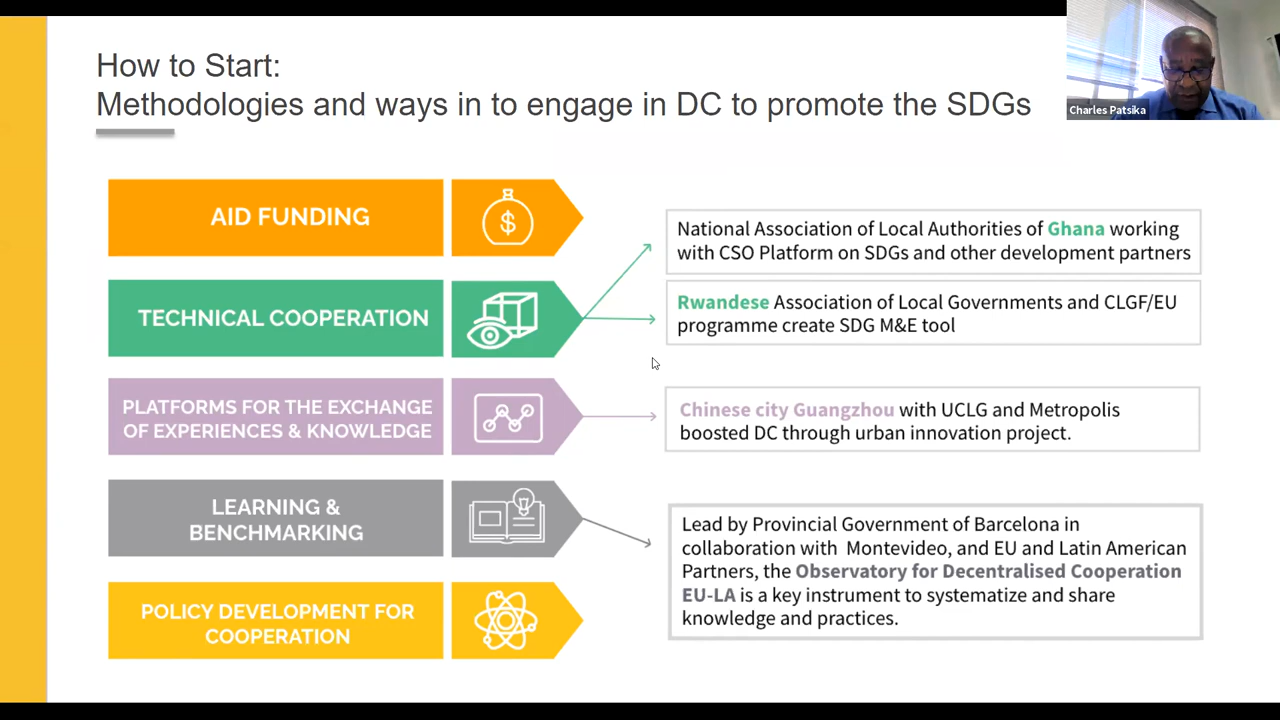 How to Start:
Methodologies and ways in to engage in DC to promote the SDGs
Charles Patsika
AID FUNDING
$
TECHNICAL COOPERATION
National Association of Local Authorities of Ghana working
with CSO Platform on SDGs and other development partners
Rwandese Association of Local Governments and CLGF/EU
programme create SDG M&E tool
PLATFORMS FOR THE EXCHANGE
OF EXPERIENCES & KNOWLEDGE
Chinese city Guangzhou with UCLG and Metropolis
boosted DC through urban innovation project.
LEARNING &
BENCHMARKING
Lead by Provincial Government of Barcelona in
collaboration with Montevideo, and EU and Latin American
Partners, the Observatory for Decentralised Cooperation
EU-LA is a key instrument to systematize and share
knowledge and practices.
POLICY DEVELOPMENT FOR
COOPERATION